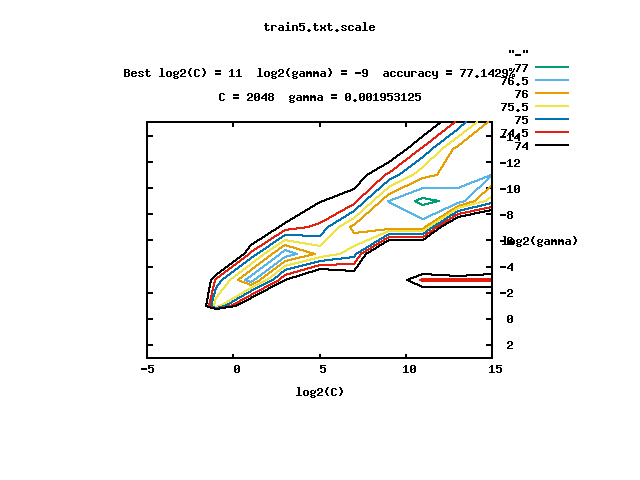 train5.txt.scale
"-"
Best log2(C) = 11  log2(gamma) = -9  accuracy = 77.1429%
77
76.5
C = 2048  gamma = 0.001953125
76
75.5
75
74.5
74
-14
-12
-10
-8
-6
log2(gamma)
-4
-2
0
2
-5 0 5 10 15
log2(C)